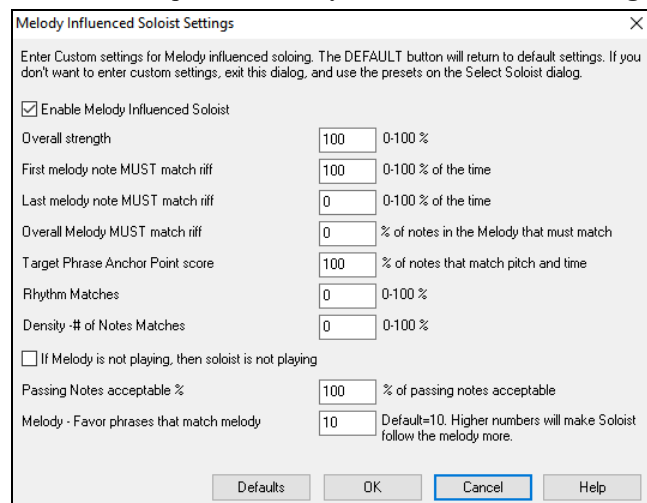 Melody Influenced Soloist Settings
Enter Custom settings for Melody influenced soloing. The DEFAULT button will return to default settings. If you
don't want to enter custom settings, exit this dialog, and use the presets on the Select Soloist dialog.
Enable Melody Influenced Soloist
Overall strength 100 0-100 %
First melody note MUST match riff 100 0-100 % of the time
Last melody note MUST match riff 0 0-100 % of the time
Overall Melody MUST match riff 0 % of notes in the Melody that must match
Target Phrase Anchor Point score 100 % of notes that match pitch and time
Rhythm Matches 0 0-100 %
Density -# of Notes Matches 0 0-100 %
If Melody is not playing, then soloist is not playing
Passing Notes acceptable % 100 % of passing notes acceptable
Melody - Favor phrases that match melody 10 Default=10. Higher numbers will make Soloist
follow the melody more.
Defaults OK Cancel Help